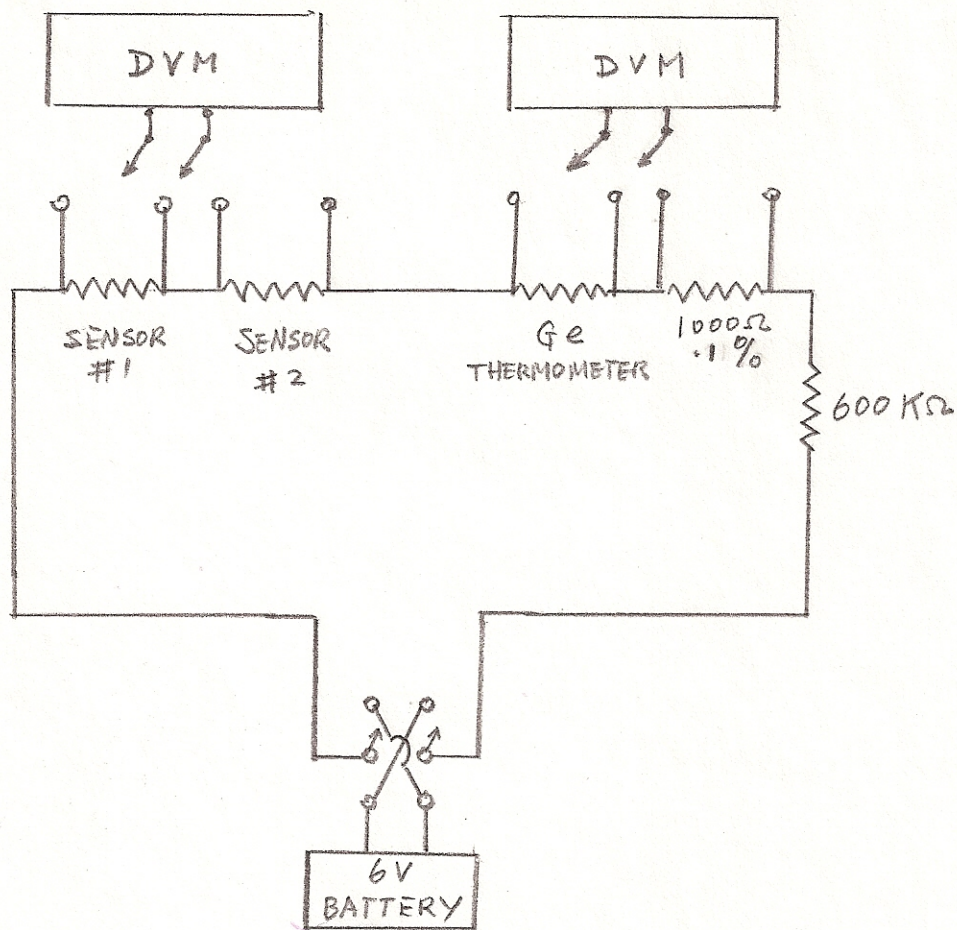 DVM
DVM
SENSOR
#1
SENSOR
#2
Ge
THERMOMETER
1000Ω
.1%
600 KΩ
6V
BATTERY